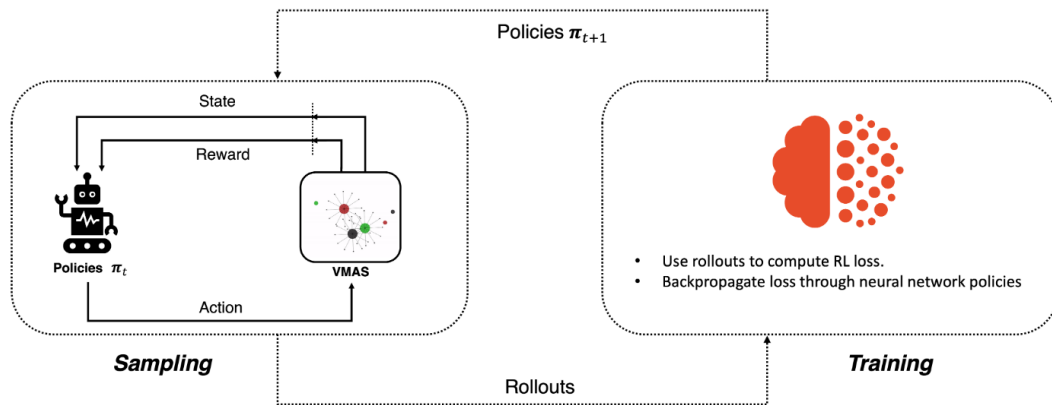 Policies π_{t+1}
State
Reward
Policies π_t
VMAS
Action
Sampling
• Use rollouts to compute RL loss.
• Backpropagate loss through neural network policies
Training
Rollouts